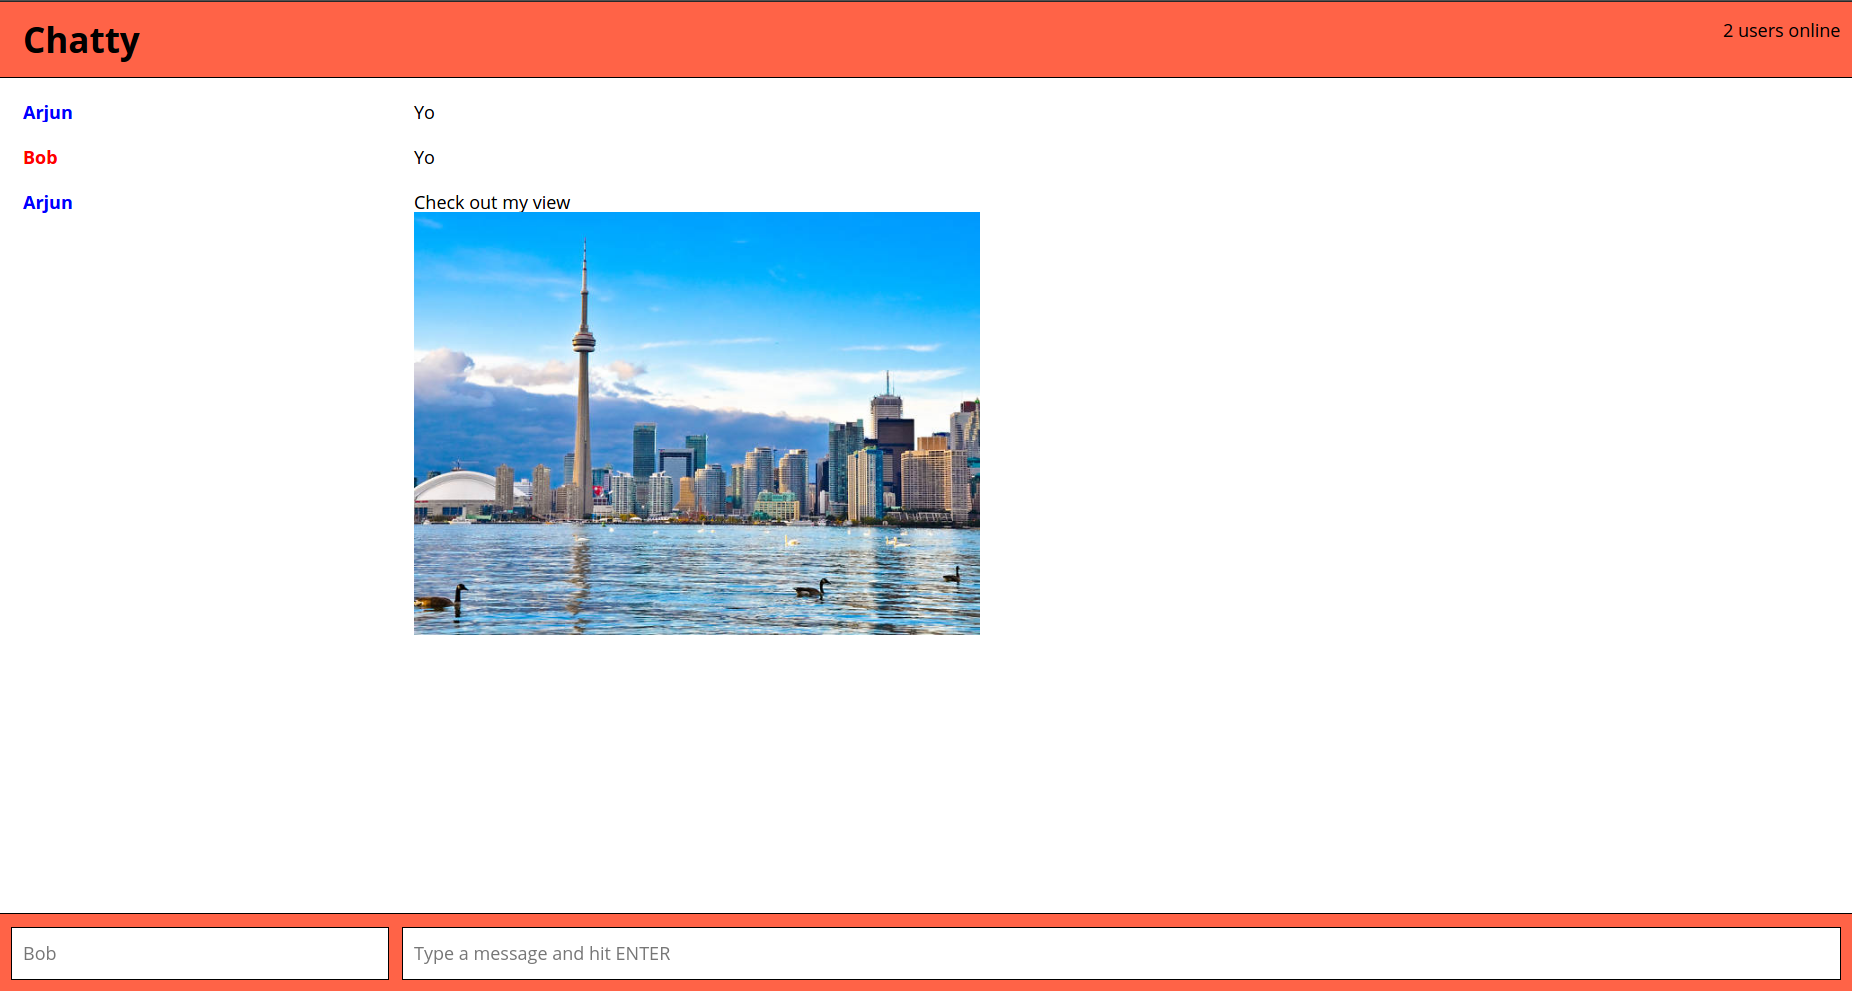 Chatty
2 users online
Arjun
Yo
Bob
Yo
Arjun
Check out my view
Bob
Type a message and hit ENTER